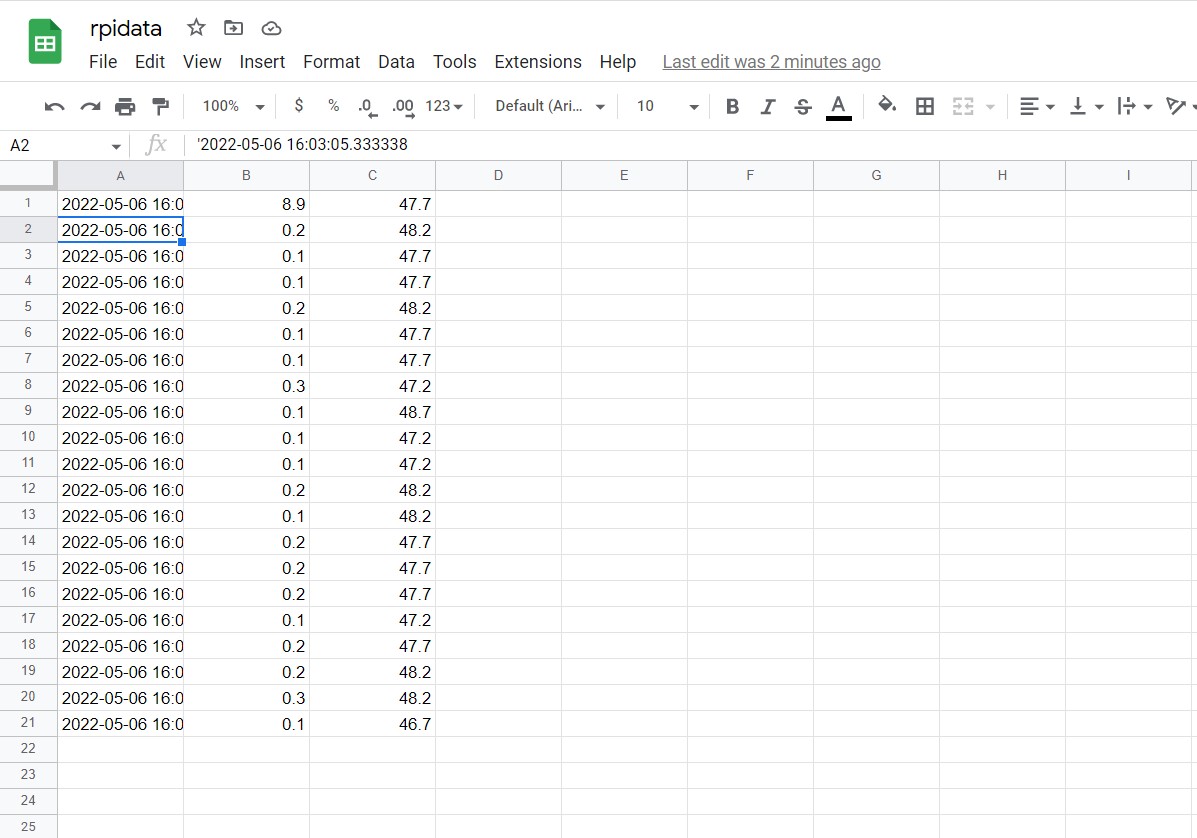 rpidata
File Edit View Insert Format Data Tools Extensions Help Last edit was 2 minutes ago
100% $ % .0 .00 123 Default (Ari... 10 B I S A
A2 fx '2022-05-06 16:03:05.333338
A B C D E F G H I
1 2022-05-06 16:0 8.9 47.7
2 2022-05-06 16:0 0.2 48.2
3 2022-05-06 16:0 0.1 47.7
4 2022-05-06 16:0 0.1 47.7
5 2022-05-06 16:0 0.2 48.2
6 2022-05-06 16:0 0.1 47.7
7 2022-05-06 16:0 0.1 47.7
8 2022-05-06 16:0 0.3 47.2
9 2022-05-06 16:0 0.1 48.7
10 2022-05-06 16:0 0.1 47.2
11 2022-05-06 16:0 0.1 47.2
12 2022-05-06 16:0 0.2 48.2
13 2022-05-06 16:0 0.1 48.2
14 2022-05-06 16:0 0.2 47.7
15 2022-05-06 16:0 0.2 47.7
16 2022-05-06 16:0 0.2 47.7
17 2022-05-06 16:0 0.1 47.2
18 2022-05-06 16:0 0.2 47.7
19 2022-05-06 16:0 0.2 48.2
20 2022-05-06 16:0 0.3 48.2
21 2022-05-06 16:0 0.1 46.7
22
23
24
25